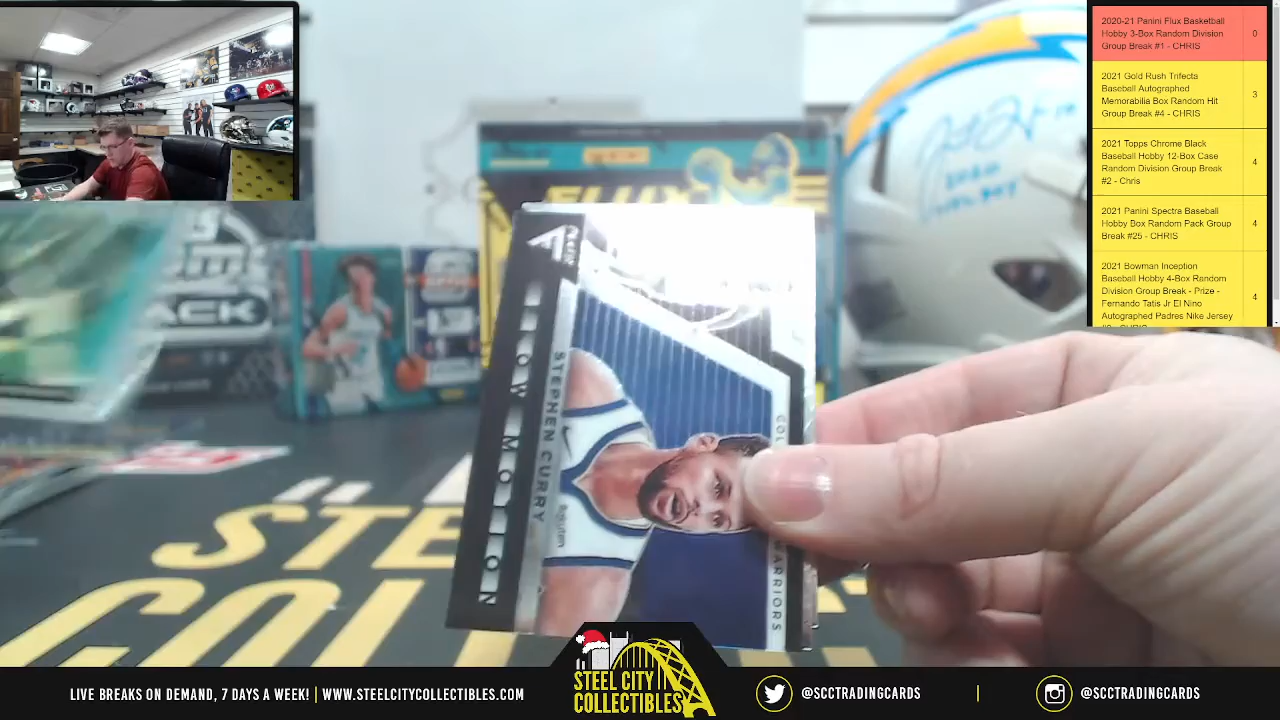 2020-21 Panini Flux Basketball
Hobby 3-Box Random Division
Group Break #1 - CHRIS
0
2021 Gold Rush Trifecta
Baseball Autographed
Memorabilia Box Random Hit
Group Break #4 - CHRIS
3
2021 Topps Chrome Black
Baseball Hobby 12-Box Case
Random Division Group Break
#2 - Chris
4
2021 Panini Spectra Baseball
Hobby Box Random Pack Group
Break #25 - CHRIS
4
2021 Bowman Inception
Baseball Hobby 4-Box Random
Division Group Break - Prize -
Fernando Tatis Jr El Nino
Autographed Padres Nike Jersey
4
FLUX
STEPHEN CURRY
Rakuten
WARRIORS
STEEL CITY
COLLECTIBLES
LIVE BREAKS ON DEMAND, 7 DAYS A WEEK! | WWW.STEELCITYCOLLECTIBLES.COM
@SCCTRADINGCARDS
@SCCTRADINGCARDS